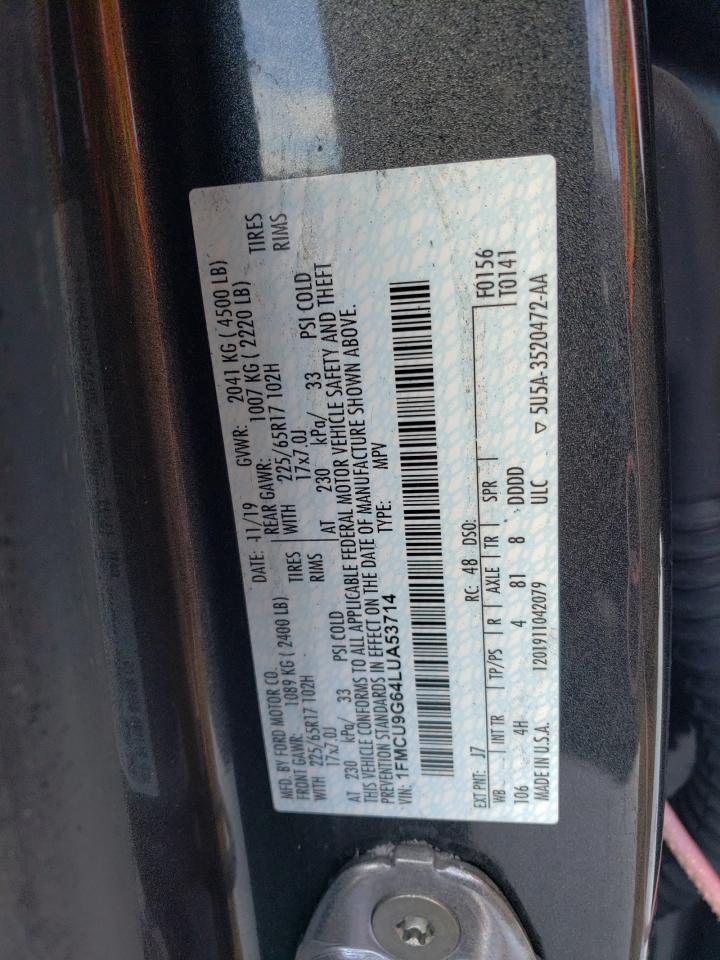 MFD. BY FORD MOTOR CO. DATE: 11/19 GVWR: 2041 KG ( 4500 LB)
FRONT GAWR: 1089 KG ( 2400 LB) REAR GAWR: 1007 KG ( 2220 LB)
WITH 225/65R17 102H TIRES WITH 225/65R17 102H TIRES
17x7.0J RIMS 17x7.0J RIMS
AT 230 kPa/ 33 PSI COLD AT 230 kPa/ 33 PSI COLD
THIS VEHICLE CONFORMS TO ALL APPLICABLE FEDERAL MOTOR VEHICLE SAFETY AND THEFT
PREVENTION STANDARDS IN EFFECT ON THE DATE OF MANUFACTURE SHOWN ABOVE.
VIN: 1FMCU9G64LUA53714 TYPE: MPV
EXT PNT: J7 RC: 48 DSO: F0156
WB INT TR TP/PS R AXLE TR SPR T0141
106 4H 4 81 8 DDDD
MADE IN U.S.A. 1201911042079 ULC ▽ 5U5A-3520472-AA